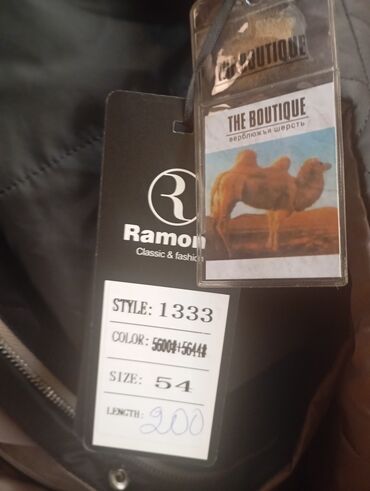 THE BOUTIQUE
THE BOUTIQUE
верблюжья шерсть
R
Ramon
Classic & fashion
STYLE: 1333
COLOR: 5600#+5644#
SIZE: 54
LENGTH: 200